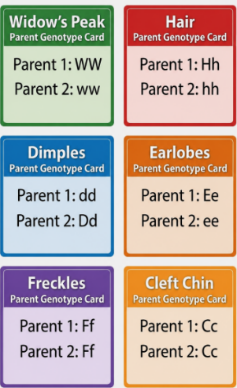 Widow's Peak
Parent Genotype Card
Parent 1: WW
Parent 2: ww
Hair
Parent Genotype Card
Parent 1: Hh
Parent 2: hh
Dimples
Parent Genotype Card
Parent 1: dd
Parent 2: Dd
Earlobes
Parent Genotype Card
Parent 1: Ee
Parent 2: ee
Freckles
Parent Genotype Card
Parent 1: Ff
Parent 2: Ff
Cleft Chin
Parent Genotype Card
Parent 1: Cc
Parent 2: Cc